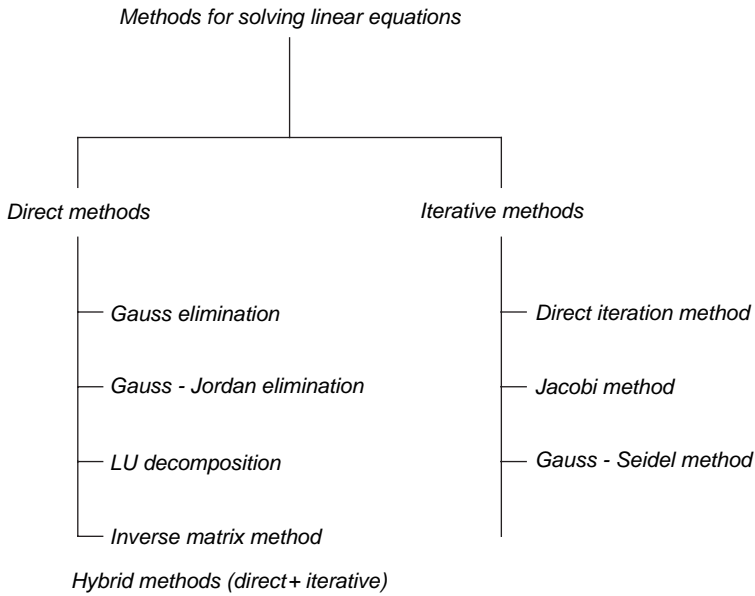 Methods for solving linear equations
Direct methods
Iterative methods
Gauss elimination
Direct iteration method
Gauss - Jordan elimination
Jacobi method
LU decomposition
Gauss - Seidel method
Inverse matrix method
Hybrid methods (direct + iterative)